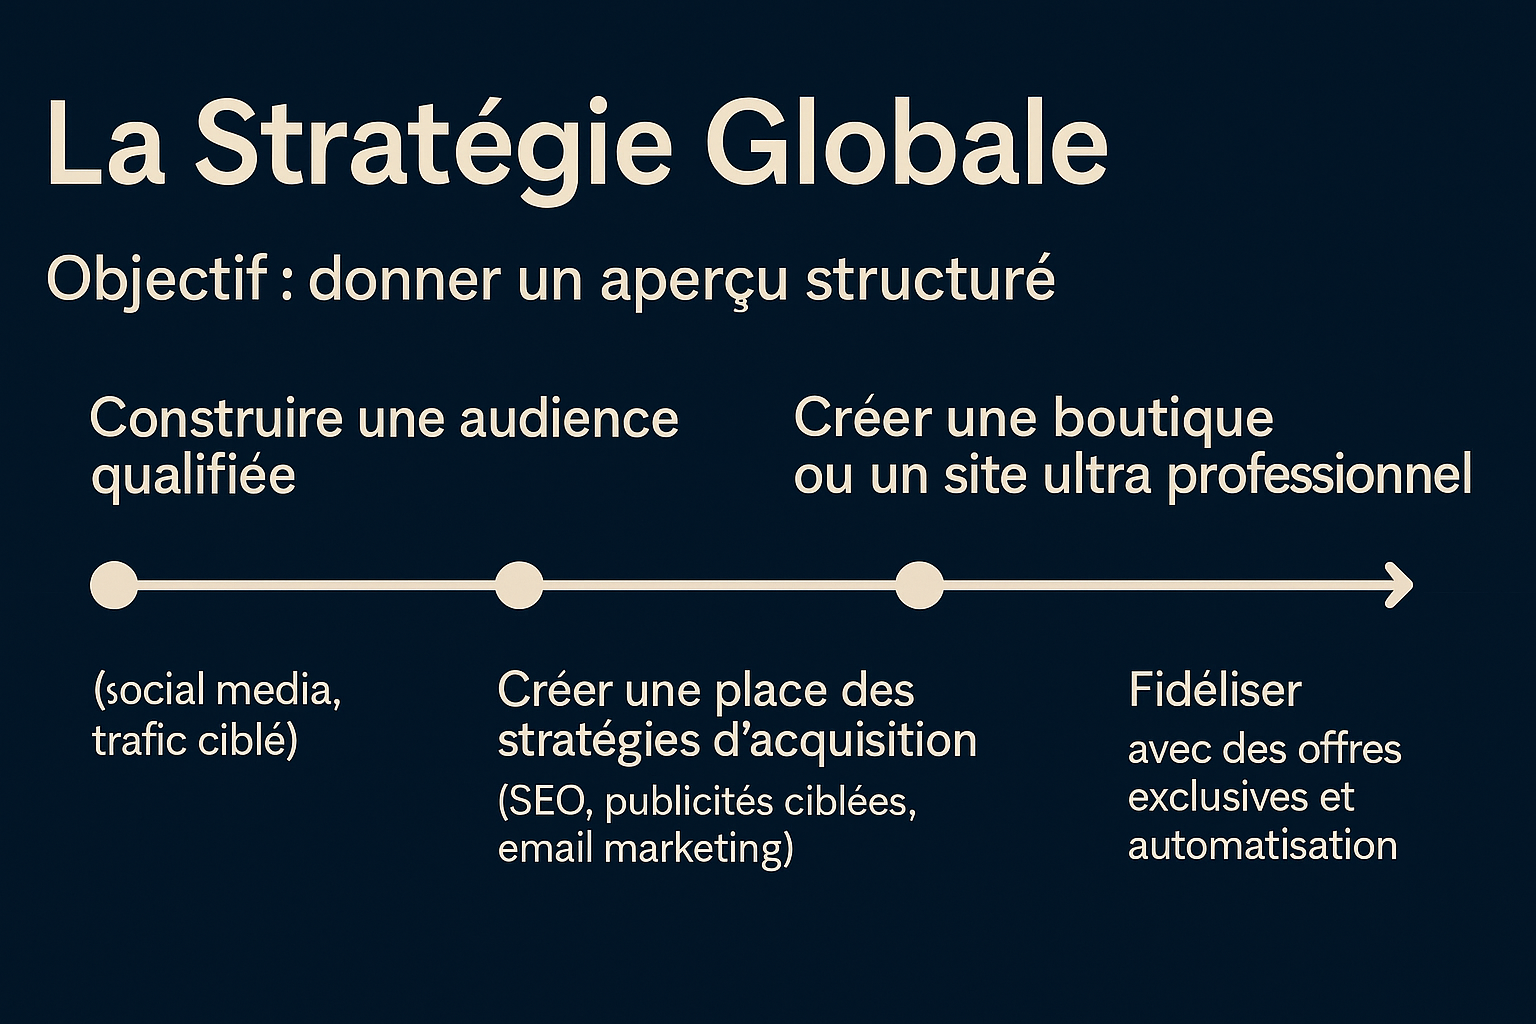 La Stratégie Globale
Objectif : donner un aperçu structuré
Construire une audience
qualifiée
Créer une boutique
ou un site ultra professionnel
(social media,
trafic ciblé)
Créer une place des
stratégies d’acquisition
(SEO, publicités ciblées,
email marketing)
Fidéliser
avec des offres
exclusives et
automatisation